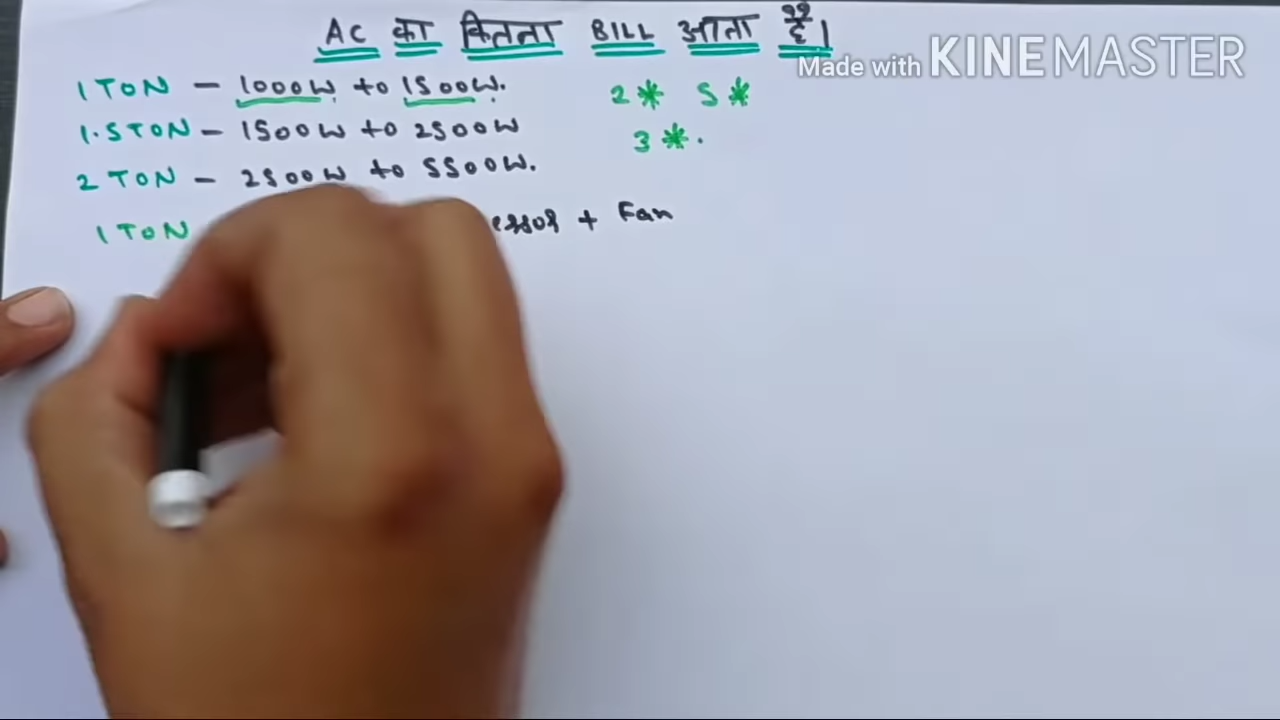 AC का कितना BILL आता है।
Made with KINEMASTER
1 TON - 1000W to 1500W. 2* 5*
1.5 TON - 1500W to 2500W 3*.
2 TON - 2500W to 5500W.
1 TON + Fan